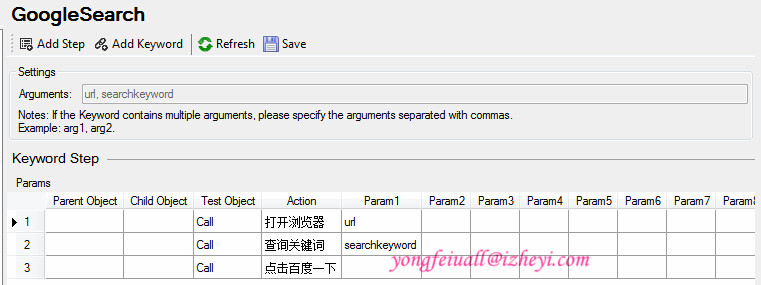 GoogleSearch
Add Step Add Keyword Refresh Save
Settings
Arguments: url, searchkeyword
Notes: If the Keyword contains multiple arguments, please specify the arguments separated with commas.
Example: arg1, arg2.
Keyword Step
Params
Parent Object Child Object Test Object Action Param1 Param2 Param3 Param4 Param5 Param6 Param7 Param8
1 Call 打开浏览器 url
2 Call 查询关键词 searchkeyword
3 Call 点击百度一下
yongfeiuall@izheyi.com